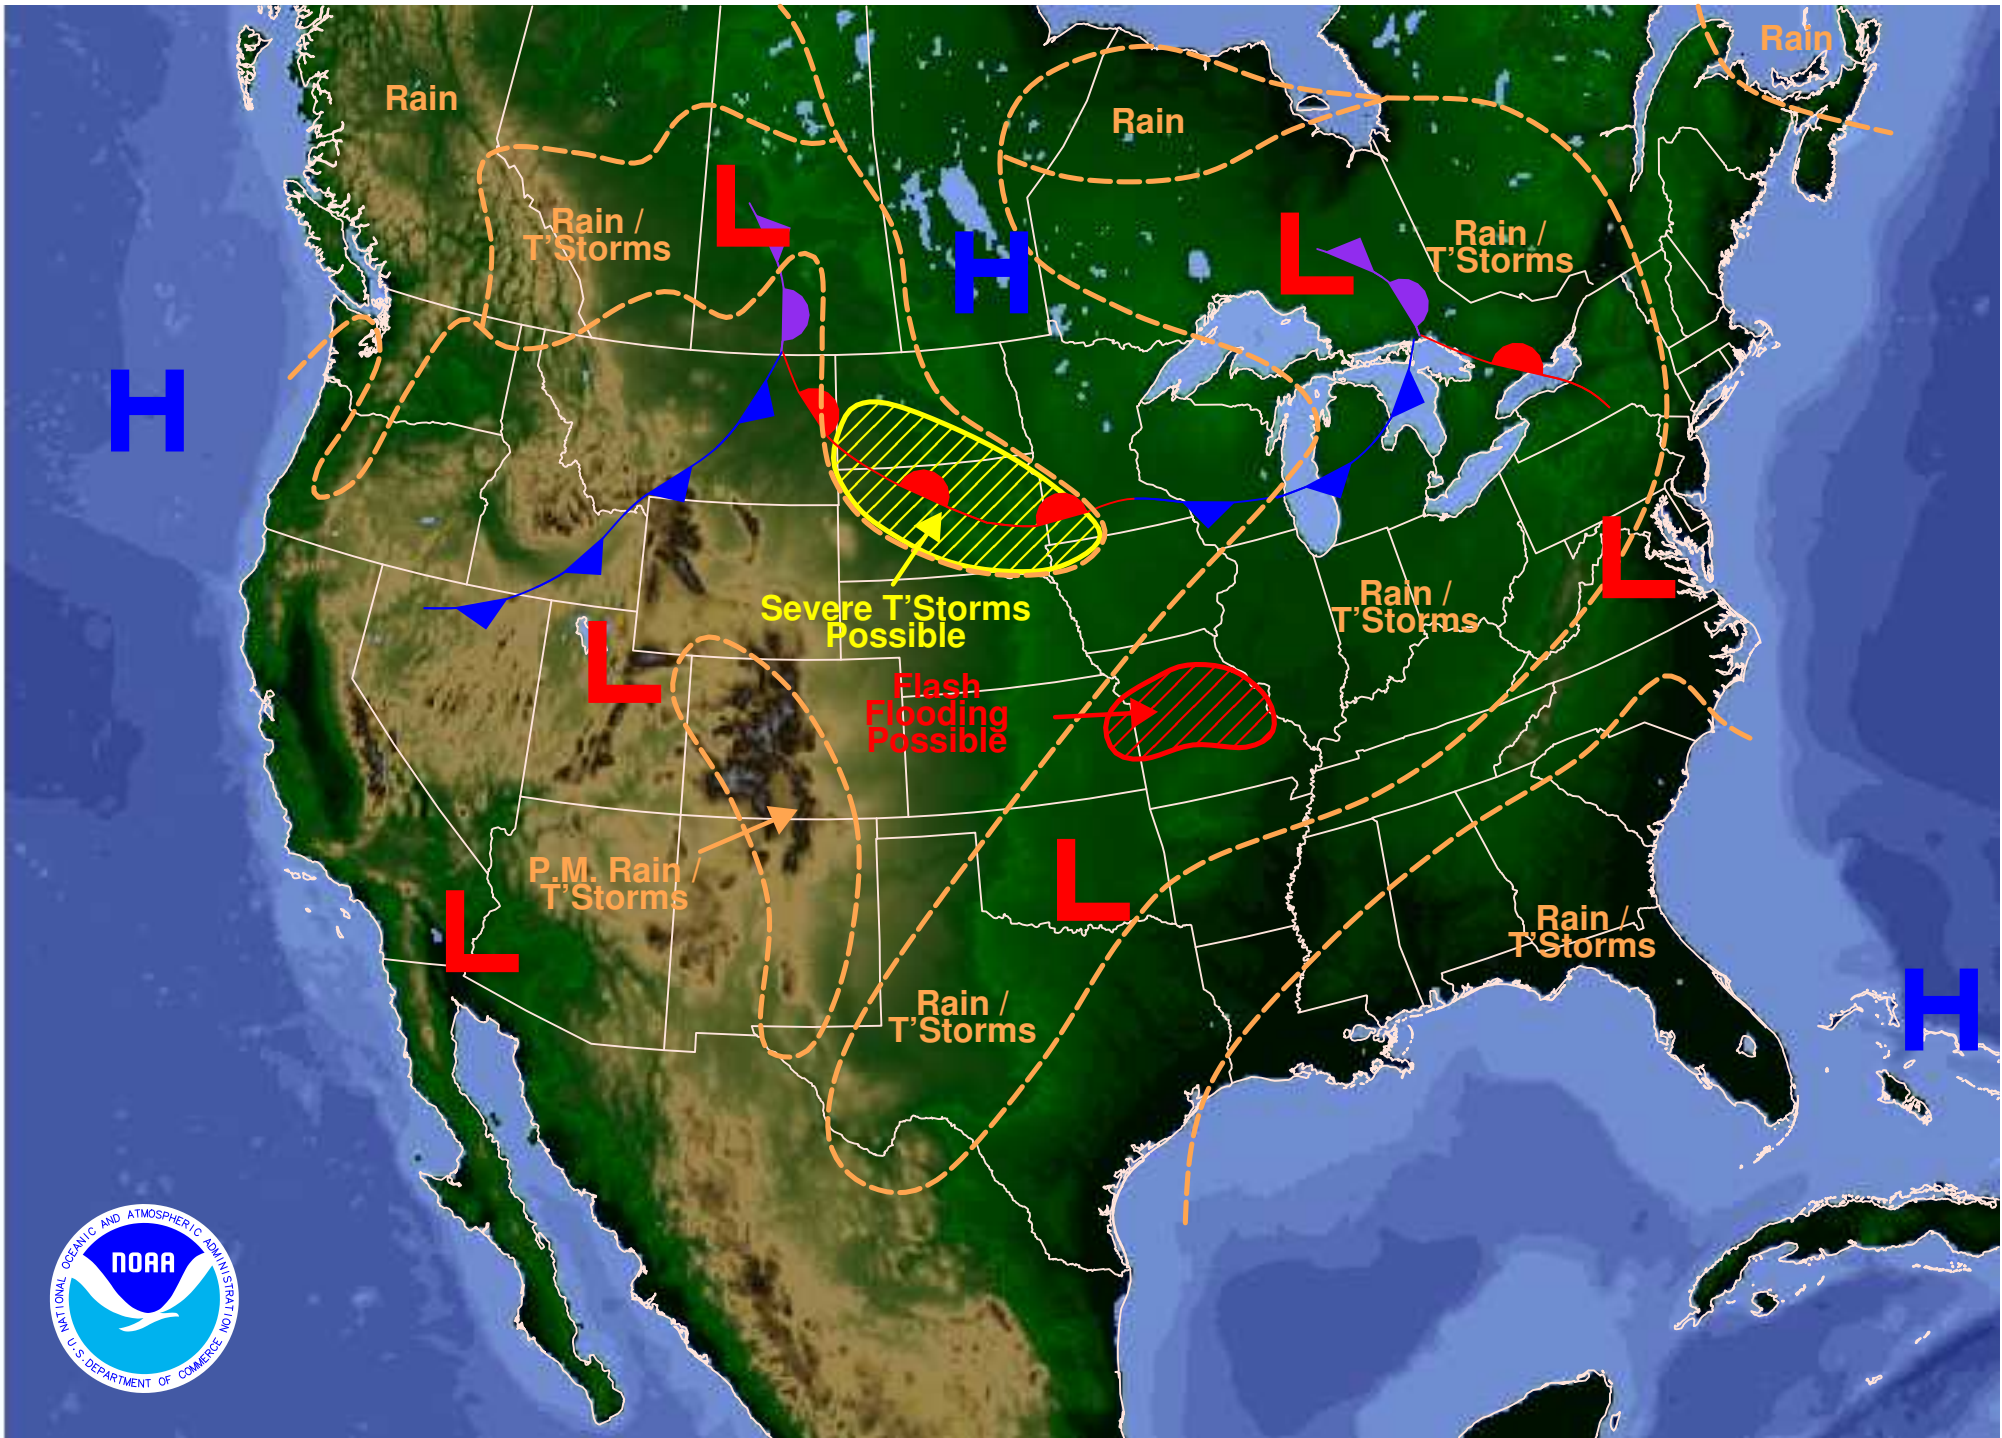 Rain
Rain
Rain
Rain /
T'Storms
L
H
L
Rain /
T'Storms
H
Severe T'Storms
Possible
Rain /
T'Storms
L
L
Flash
Flooding
Possible
P.M. Rain /
T'Storms
L
L
Rain /
T'Storms
Rain /
T'Storms
H
NATIONAL OCEANIC AND ATMOSPHERIC ADMINISTRATION
NOAA
U.S. DEPARTMENT OF COMMERCE